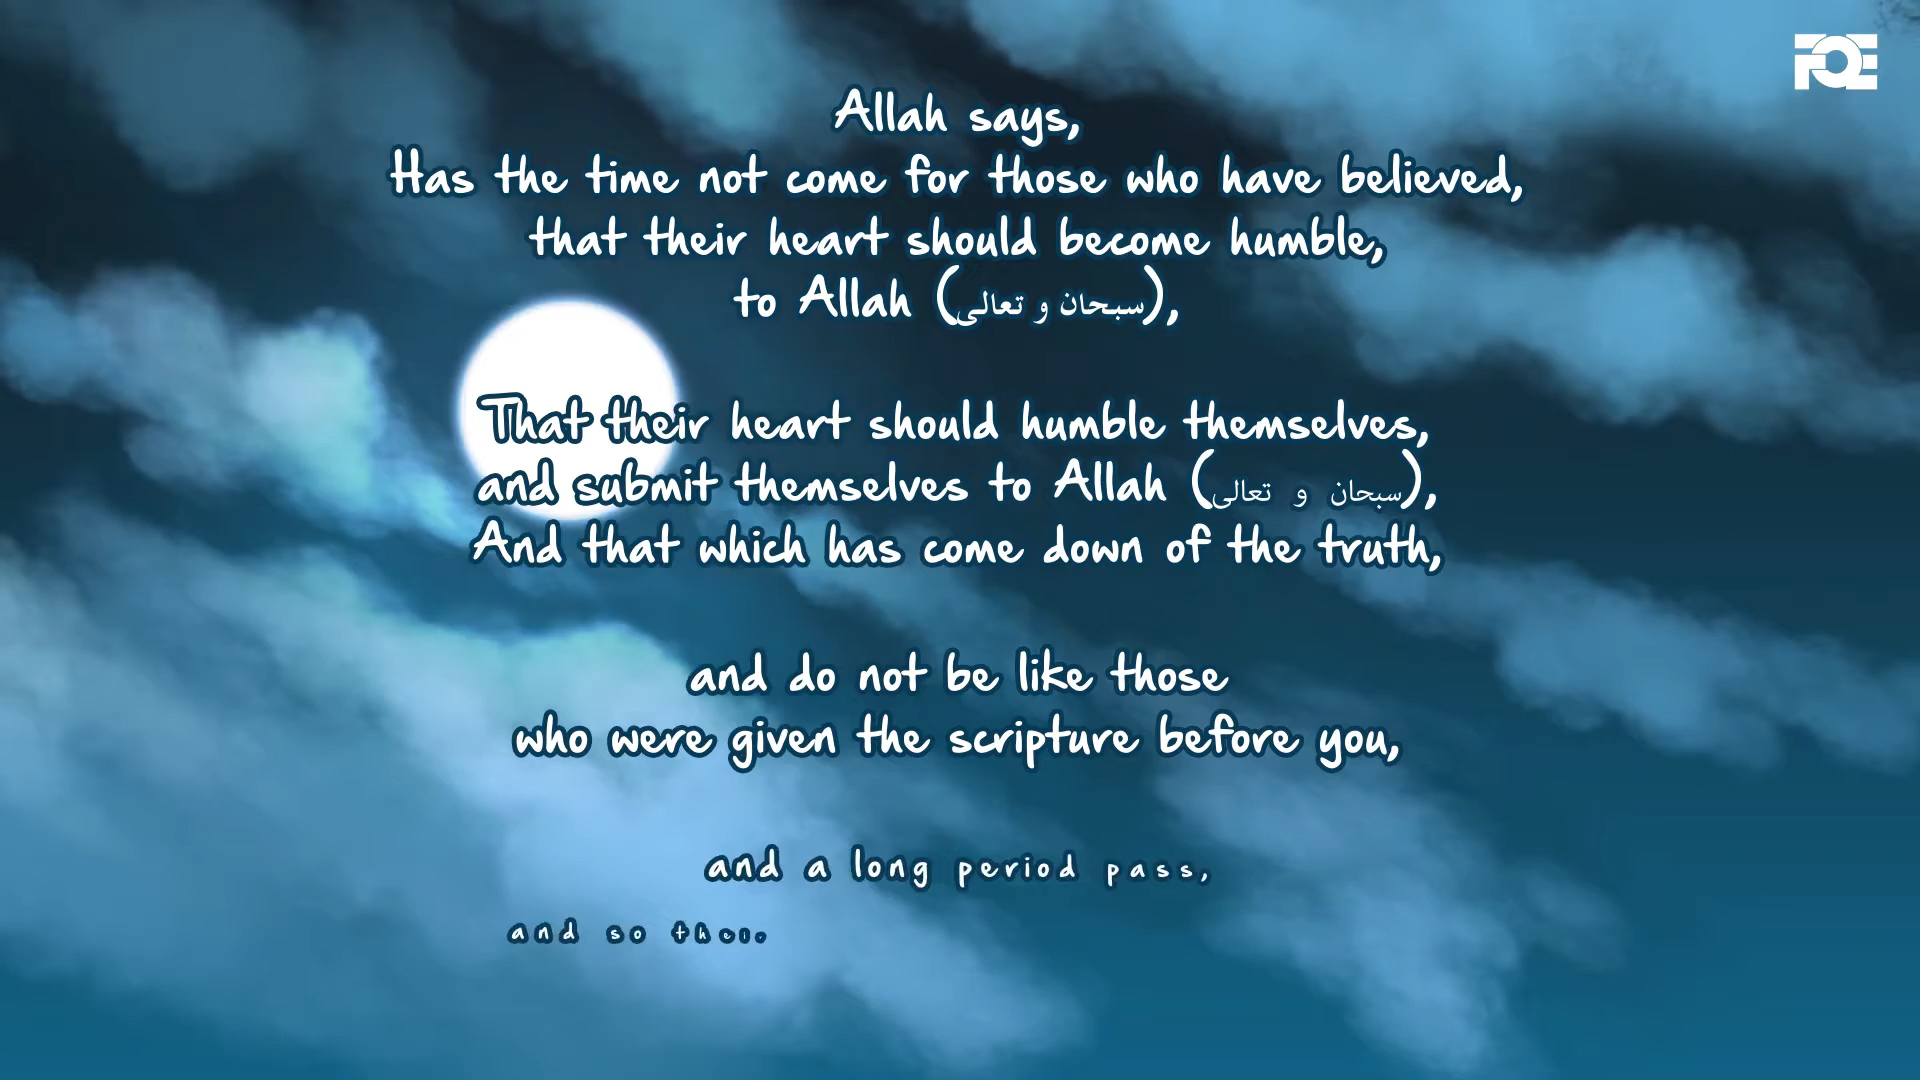 FQE
Allah says,
Has the time not come for those who have believed,
that their heart should become humble,
to Allah (سبحان و تعالى),
That their heart should humble themselves,
and submit themselves to Allah (سبحان و تعالى),
And that which has come down of the truth,
and do not be like those
who were given the scripture before you,
and a long period pass,
and so their